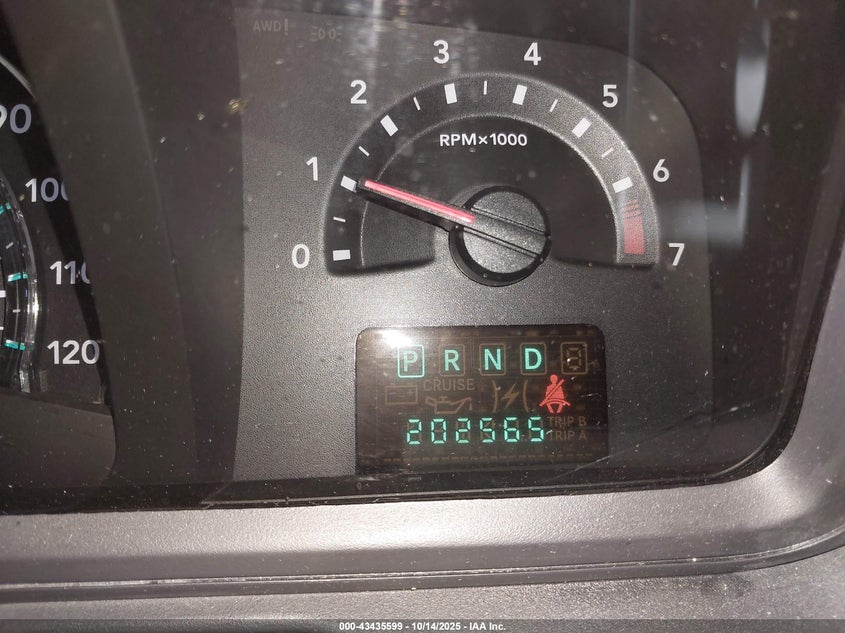 AWD!
3
4
2
5
90
RPM×1000
1
6
100
0
7
110
120
P R N D
CRUISE
TRIP B
202565
TRIP A
000-43435599 - 10/14/2025 - IAA Inc.